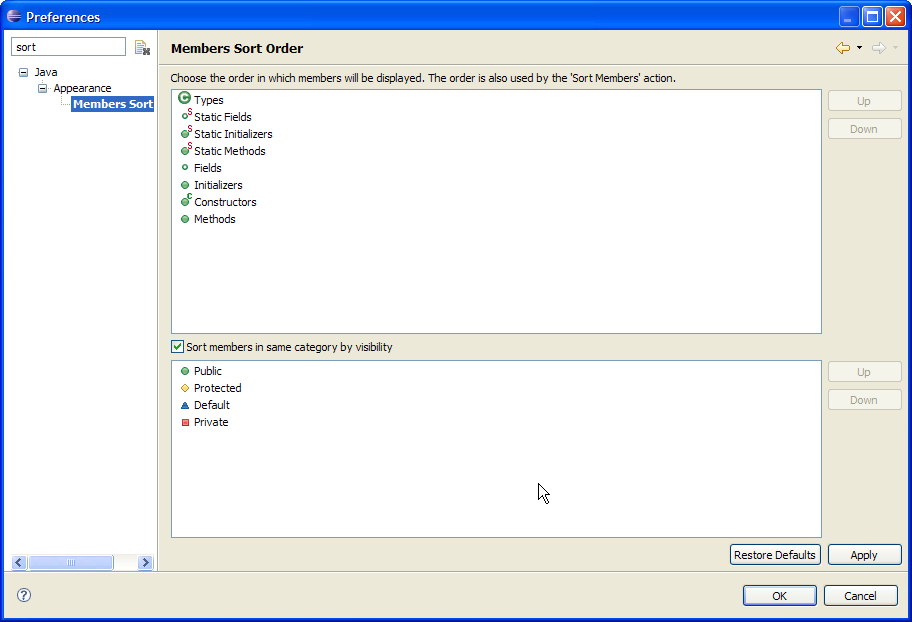 Preferences
sort
Members Sort Order
Java
Appearance
Members Sort
Choose the order in which members will be displayed. The order is also used by the 'Sort Members' action.
Types
Static Fields
Static Initializers
Static Methods
Fields
Initializers
Constructors
Methods
Up
Down
Sort members in same category by visibility
Public
Protected
Default
Private
Up
Down
Restore Defaults
Apply
OK
Cancel